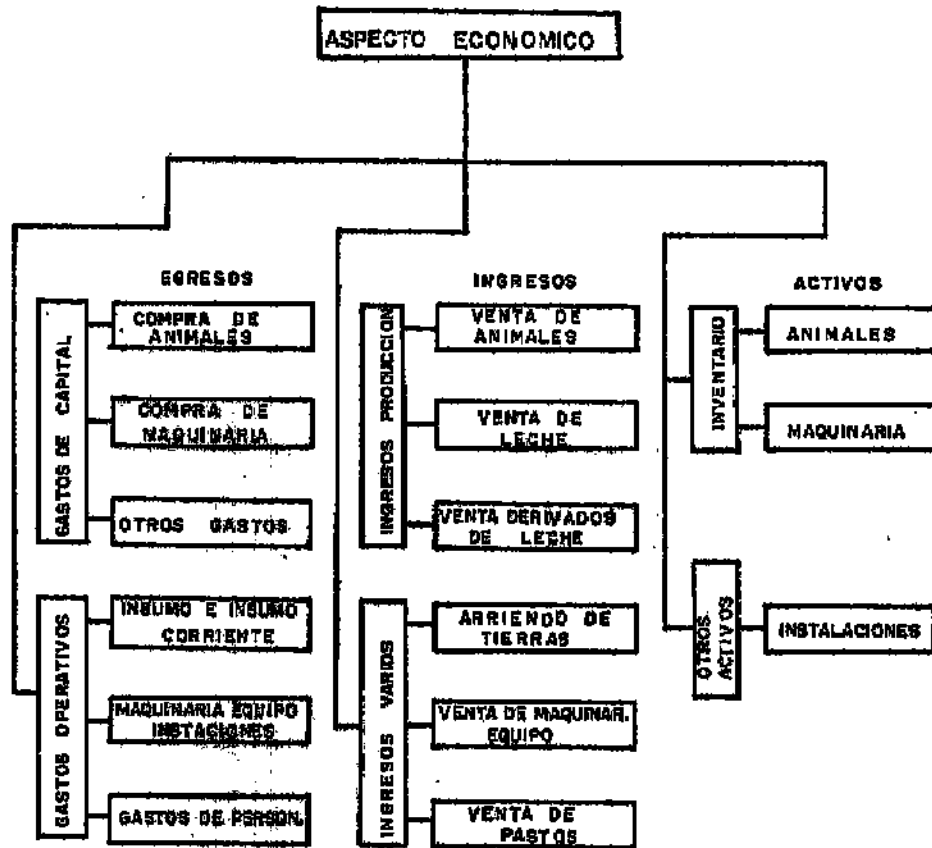 ASPECTO ECONOMICO
EGRESOS
GASTOS DE CAPITAL
COMPRA DE
ANIMALES
COMPRA DE
MAQUINARIA
OTROS GASTOS
GASTOS OPERATIVOS
INSUMO E INSUMO
CORRIENTE
MAQUINARIA EQUIPO
INSTACIONES
GASTOS DE PERSON.
INGRESOS
INGRESOS PRODUCCION
VENTA DE
ANIMALES
VENTA DE
LECHE
VENTA DERIVADOS
DE LECHE
INGRESOS VARIOS
ARRIENDO DE
TIERRAS
VENTA DE MAQUINAR.
EQUIPO
VENTA DE
PASTOS
ACTIVOS
INVENTARIO
ANIMALES
MAQUINARIA
OTROS
ACTIVOS
INSTALACIONES